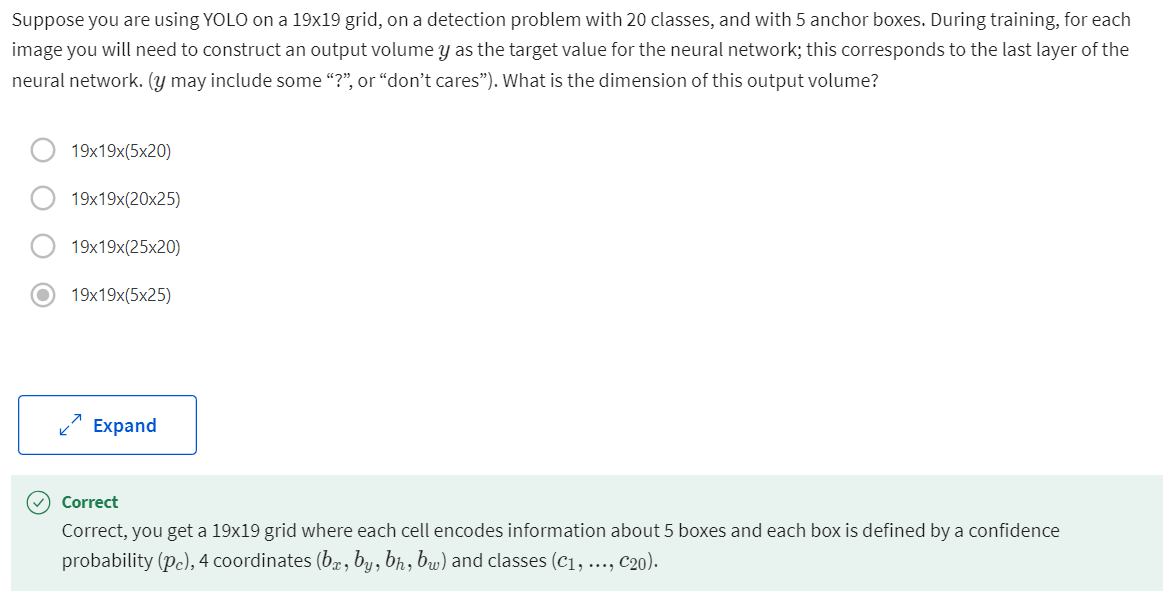 Suppose you are using YOLO on a 19x19 grid, on a detection problem with 20 classes, and with 5 anchor boxes. During training, for each
image you will need to construct an output volume y as the target value for the neural network; this corresponds to the last layer of the
neural network. (y may include some “?”, or “don’t cares”). What is the dimension of this output volume?
19x19x(5x20)
19x19x(20x25)
19x19x(25x20)
19x19x(5x25)
Expand
Correct
Correct, you get a 19x19 grid where each cell encodes information about 5 boxes and each box is defined by a confidence
probability (p_c), 4 coordinates (b_x, b_y, b_h, b_w) and classes (c_1, ..., c_20).